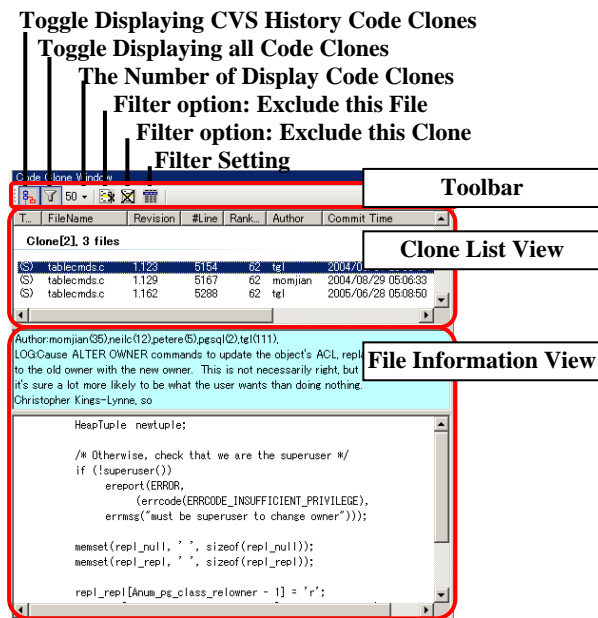 Toggle Displaying CVS History Code Clones
Toggle Displaying all Code Clones
The Number of Display Code Clones
Filter option: Exclude this File
Filter option: Exclude this Clone
Filter Setting
Code Clone Window
50
Toolbar
T... FileName Revision #Line Rank... Author Commit Time
Clone[2], 3 files
Clone List View
(S) tablecmds.c 1.123 5154 62 tgl
(S) tablecmds.c 1.129 5167 62 momjian 2004/08/29 05:06:33
(S) tablecmds.c 1.162 5288 62 tgl 2005/06/28 05:08:50
Author:momjian(35),neilc(12),petere(5),pgsql(2),tgl(111),
LOG:Cause ALTER OWNER commands to update the object's ACL,
File Information View
to the old owner with the new owner. This is not necessarily right, but
it's sure a lot more likely to be what the user wants than doing nothing.
Christopher Kings-Lynne, so
HeapTuple newtuple;
/* Otherwise, check that we are the superuser */
if (!superuser())
ereport(ERROR,
(errcode(ERRCODE_INSUFFICIENT_PRIVILEGE),
errmsg("must be superuser to change owner")));
memset(repl_null, ' ', sizeof(repl_null));
memset(repl_repl, ' ', sizeof(repl_repl));
repl_repl[Anum_pg_class_relowner - 1] = 'r';